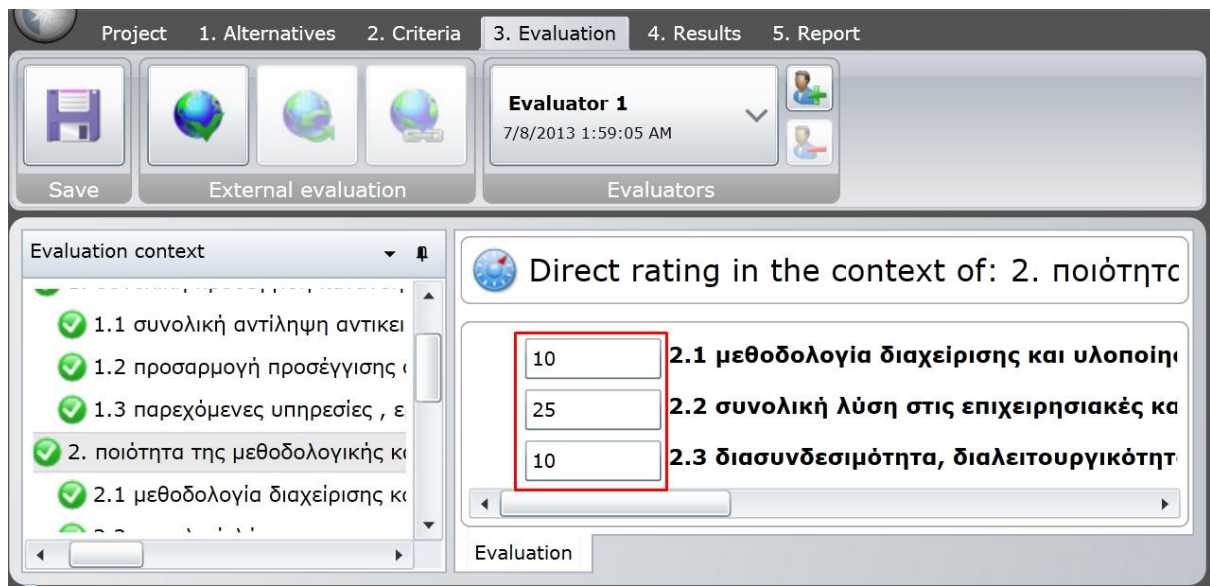 Project 1. Alternatives 2. Criteria 3. Evaluation 4. Results 5. Report
Evaluator 1
7/8/2013 1:59:05 AM
Save External evaluation Evaluators
Evaluation context
1.1 συνολική αντίληψη αντικει
1.2 προσαρμογή προσέγγισης
1.3 παρεχόμενες υπηρεσίες , ε
2. ποιότητα της μεθοδολογικής κ
2.1 μεθοδολογία διαχείρισης κ
Direct rating in the context of: 2. ποιότητ
10 2.1 μεθοδολογία διαχείρισης και υλοποίη
25 2.2 συνολική λύση στις επιχειρησιακές κα
10 2.3 διασυνδεσιμότητα, διαλειτουργικότητ
Evaluation